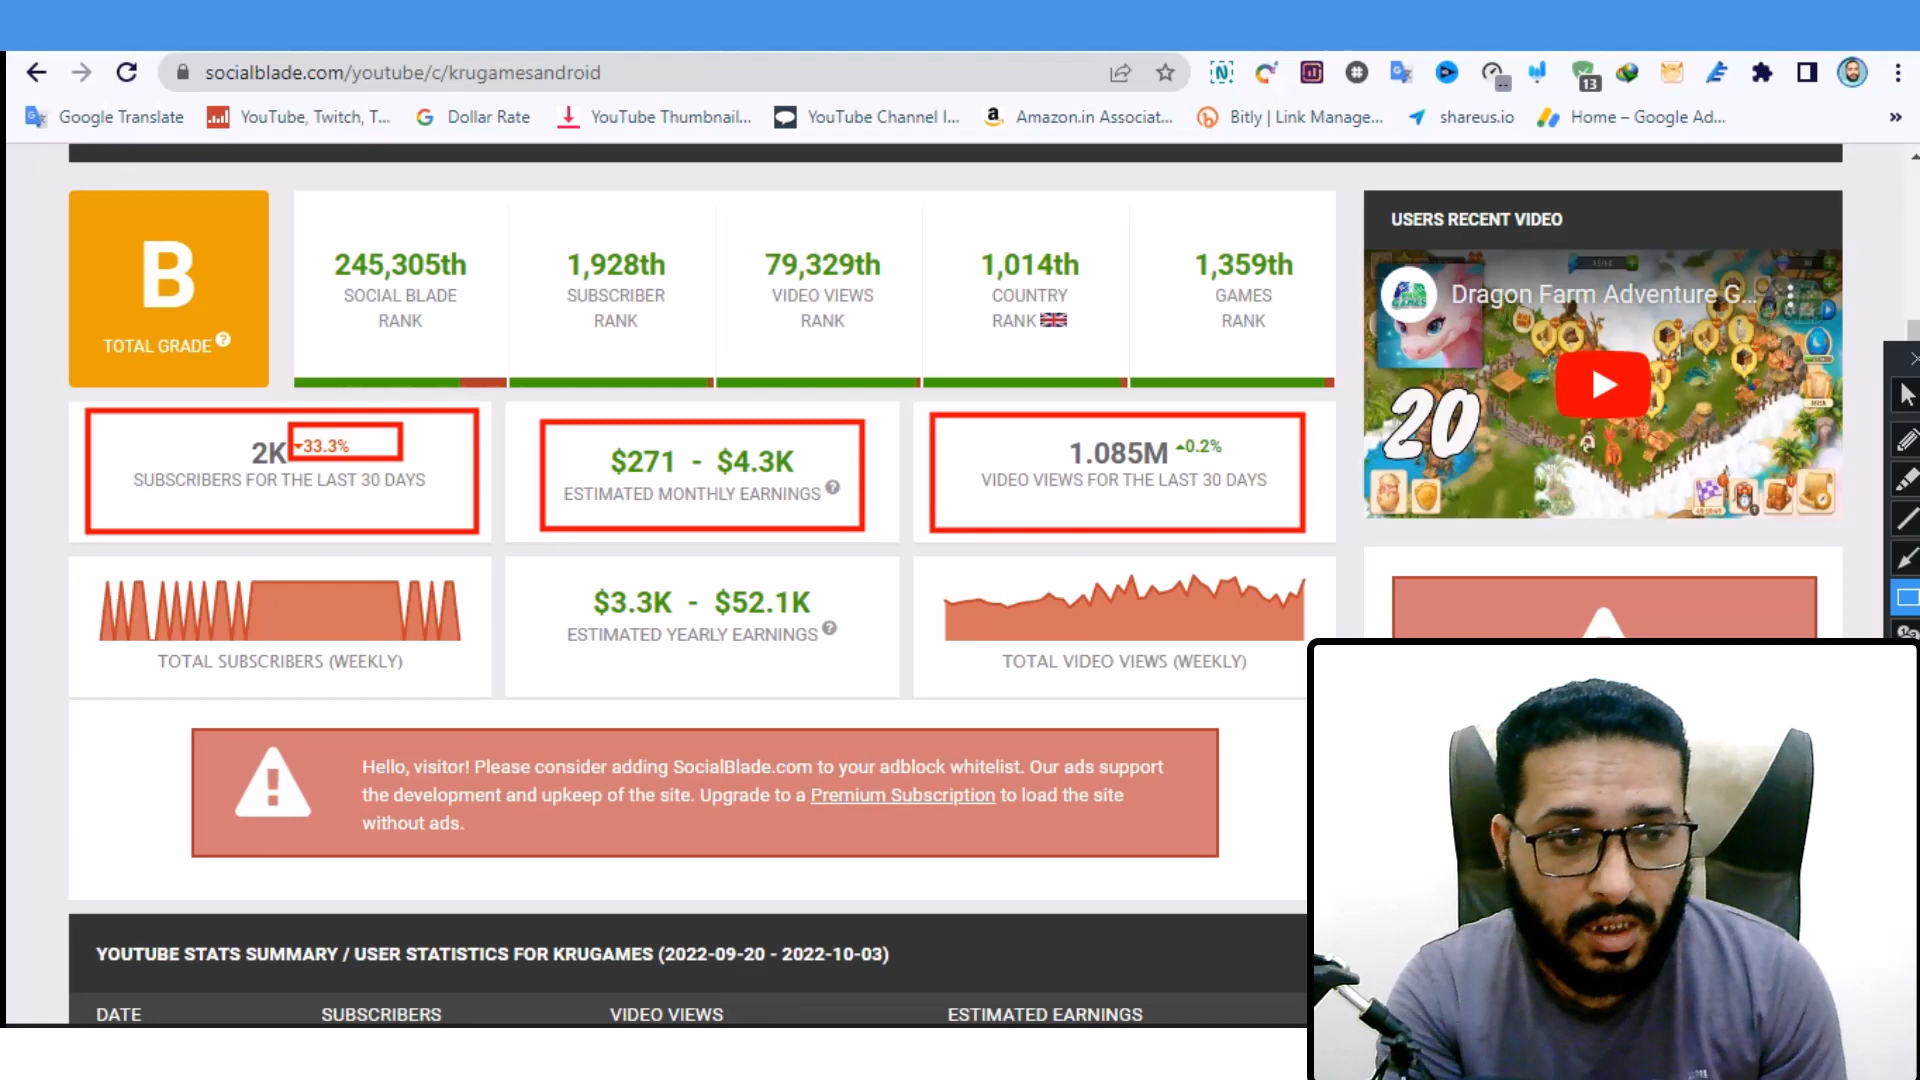 socialblade.com/youtube/c/krugamesandroid
13
Google Translate
YouTube, Twitch, T...
Dollar Rate
YouTube Thumbnail...
YouTube Channel I...
Amazon.in Associat...
Bitly | Link Manage...
shareus.io
Home – Google Ad...
»
B
TOTAL GRADE
245,305th
SOCIAL BLADE
RANK
1,928th
SUBSCRIBER
RANK
79,329th
VIDEO VIEWS
RANK
1,014th
COUNTRY
RANK
1,359th
GAMES
RANK
USERS RECENT VIDEO
Dragon Farm Adventure G...
20
2K 33.3%
SUBSCRIBERS FOR THE LAST 30 DAYS
$271 - $4.3K
ESTIMATED MONTHLY EARNINGS
1.085M 0.2%
VIDEO VIEWS FOR THE LAST 30 DAYS
TOTAL SUBSCRIBERS (WEEKLY)
$3.3K - $52.1K
ESTIMATED YEARLY EARNINGS
TOTAL VIDEO VIEWS (WEEKLY)
Hello, visitor! Please consider adding SocialBlade.com to your adblock whitelist. Our ads support
the development and upkeep of the site. Upgrade to a Premium Subscription to load the site
without ads.
YOUTUBE STATS SUMMARY / USER STATISTICS FOR KRUGAMES (2022-09-20 - 2022-10-03)
DATE
SUBSCRIBERS
VIDEO VIEWS
ESTIMATED EARNINGS